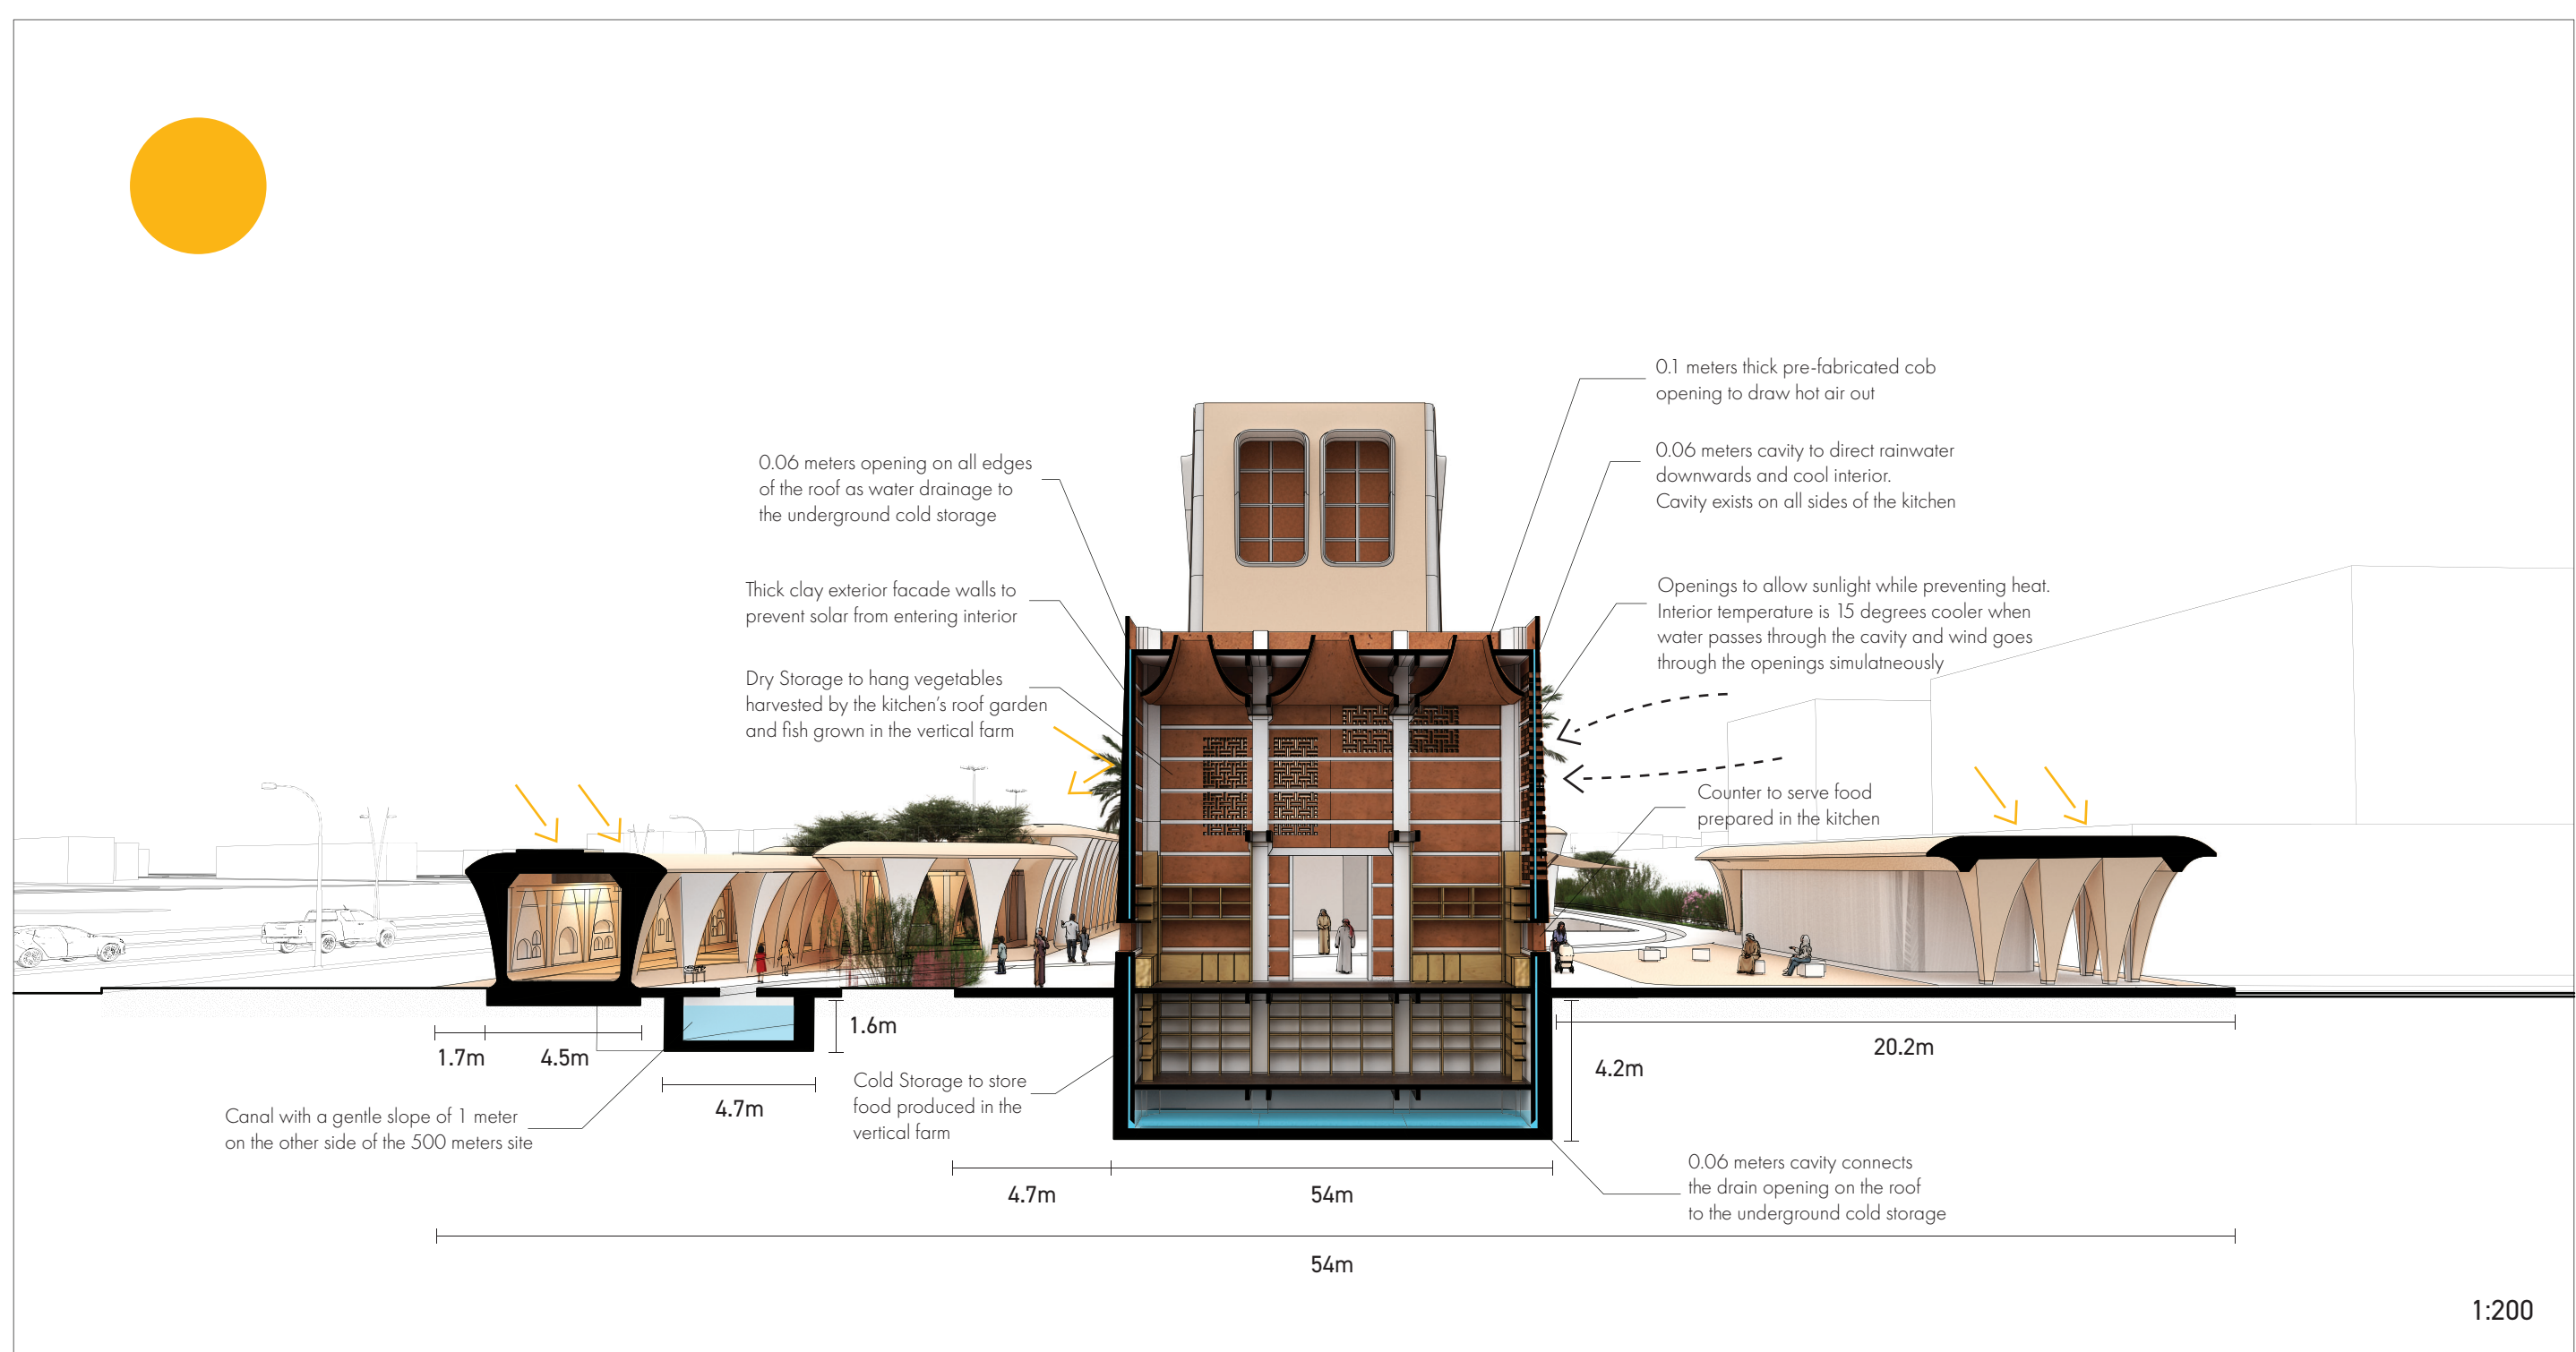 0.1 meters thick pre-fabricated cob
opening to draw hot air out
0.06 meters opening on all edges
of the roof as water drainage to
the underground cold storage
0.06 meters cavity to direct rainwater
downwards and cool interior.
Cavity exists on all sides of the kitchen
Thick clay exterior facade walls to
prevent solar from entering interior
Openings to allow sunlight while preventing heat.
Interior temperature is 15 degrees cooler when
water passes through the cavity and wind goes
through the openings simulatneously
Dry Storage to hang vegetables
harvested by the kitchen's roof garden
and fish grown in the vertical farm
Counter to serve food
prepared in the kitchen
1.7m
4.5m
1.6m
4.7m
20.2m
4.2m
Canal with a gentle slope of 1 meter
on the other side of the 500 meters site
Cold Storage to store
food produced in the
vertical farm
0.06 meters cavity connects
the drain opening on the roof
to the underground cold storage
4.7m
54m
54m
1:200